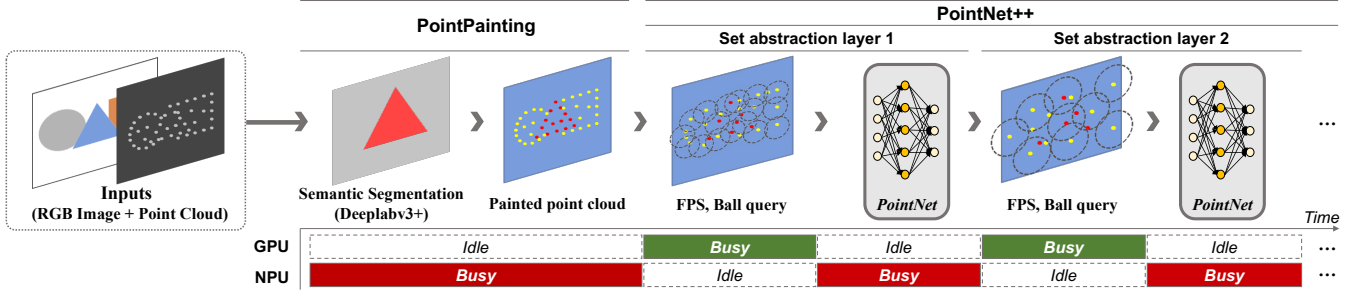 PointPainting
PointNet++
Set abstraction layer 1
Set abstraction layer 2
Inputs
(RGB Image + Point Cloud)
Semantic Segmentation
(Deeplabv3+)
Painted point cloud
FPS, Ball query
PointNet
FPS, Ball query
PointNet
...
Time
GPU
Idle
Busy
Idle
Busy
Idle
...
NPU
Busy
Idle
Busy
Idle
Busy
...